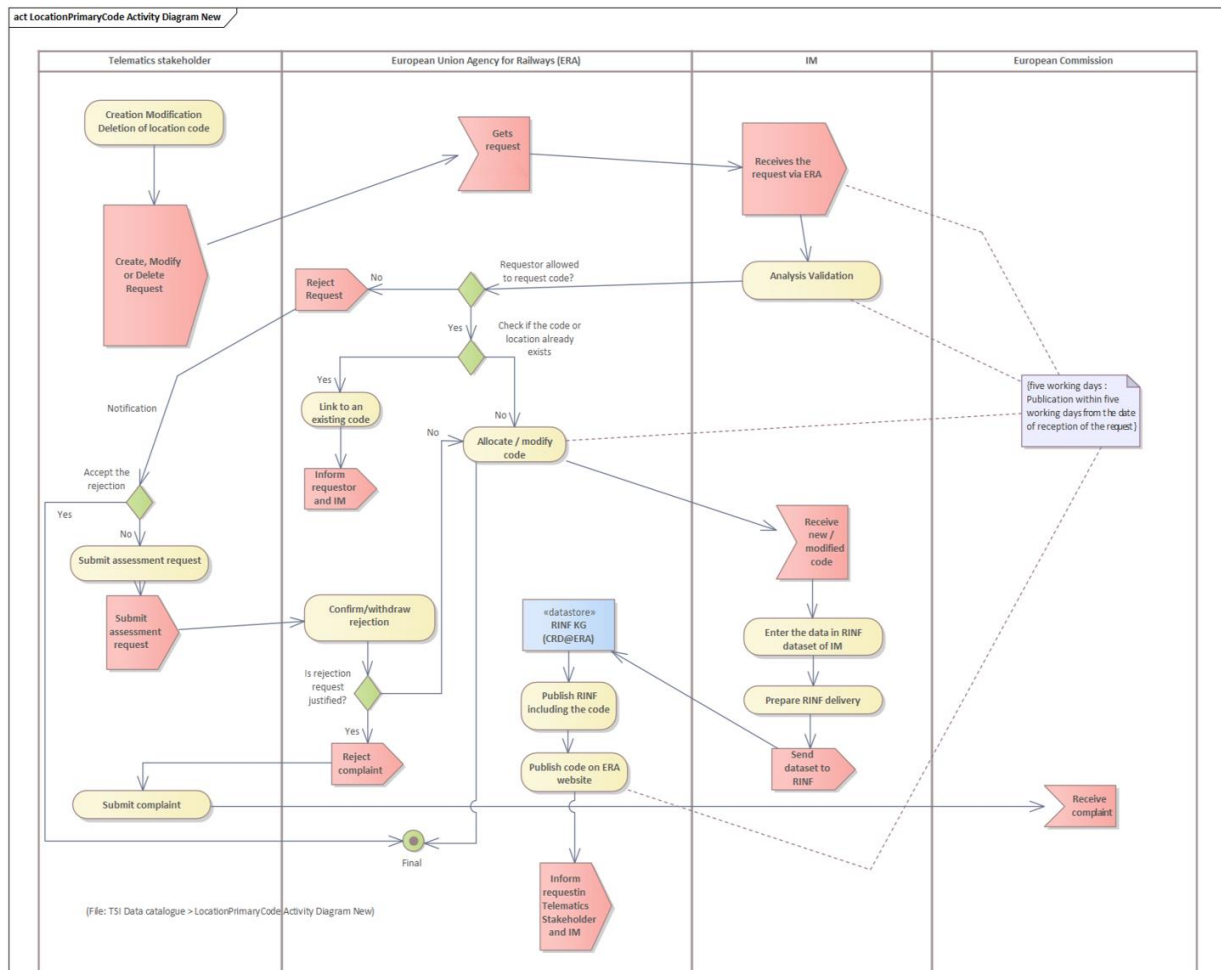 act LocationPrimaryCode Activity Diagram New
Telematics stakeholder
European Union Agency for Railways (ERA)
IM
European Commission
Creation Modification
Deletion of location code
Gets
request
Receives the
request via ERA
Create, Modify
or Delete
Request
Reject
Request
No
Requestor allowed
to request code?
Analysis Validation
Yes
Check if the code or
location already
exists
Yes
Link to an
existing code
No
Notification
No
Allocate / modify
code
{five working days :
Publication within five
working days from the date
of reception of the request}
Accept the
rejection
Yes
Inform
requestor
and IM
No
Submit assessment request
Receive
new /
modified
code
Submit
assessment
request
Confirm/withdraw
rejection
«datastore»
RINF KG
(CRD@ERA)
Enter the data in RINF
dataset of IM
Is rejection
request
justified?
Publish RINF
including the code
Prepare RINF delivery
Yes
Reject
complaint
Publish code on ERA
website
Send
dataset to
RINF
Submit complaint
Receive
complaint
Final
Inform
requestin
Telematics
Stakeholder
and IM
(File: TSI Data catalogue > LocationPrimaryCode Activity Diagram New)